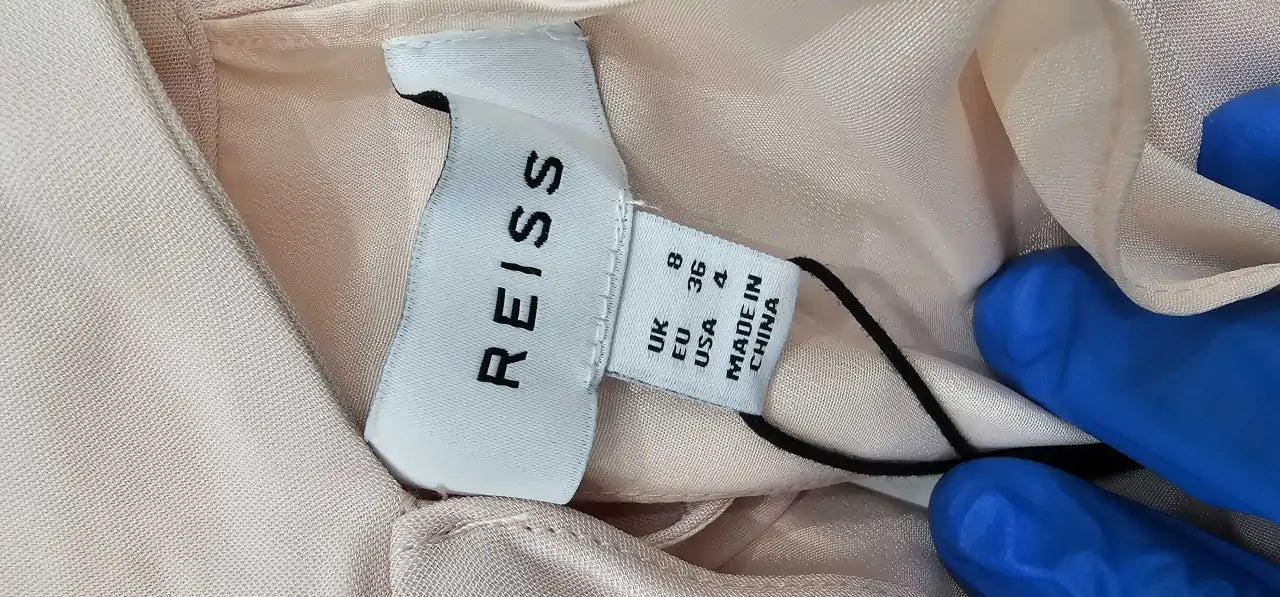 REISS
UK 8
EU 36
USA 4
MADE IN
CHINA